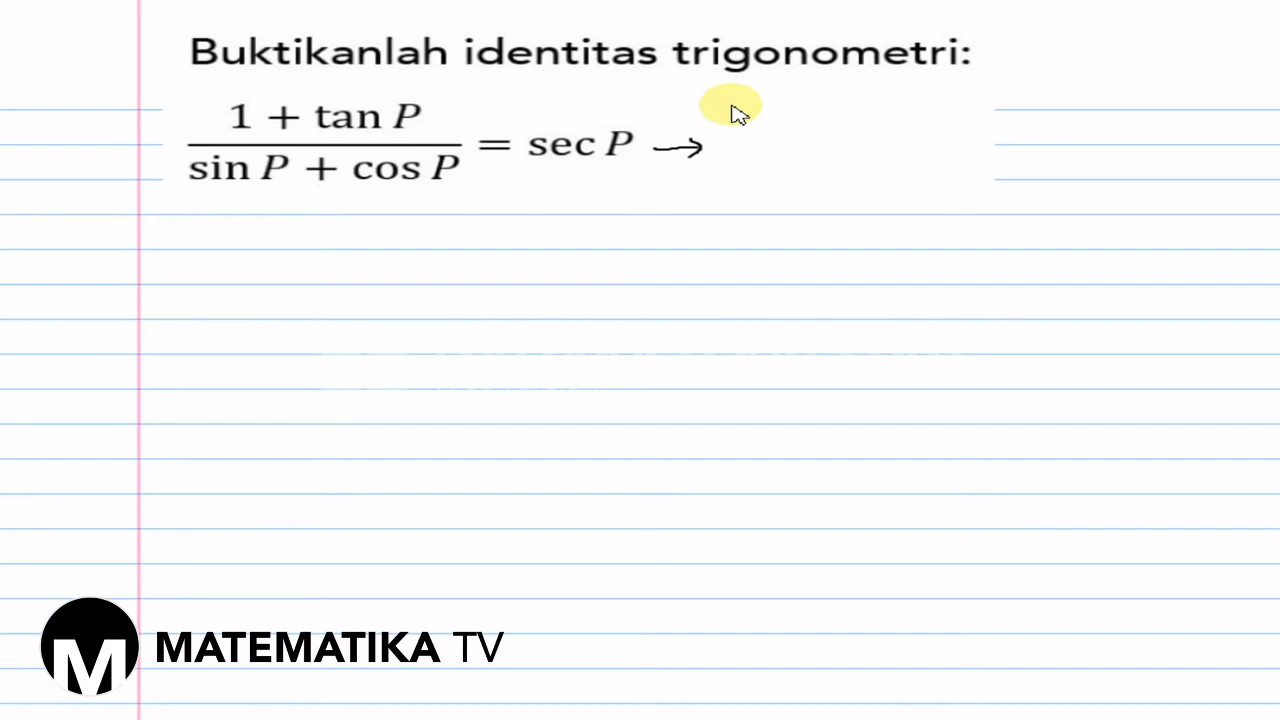 Buktikanlah identitas trigonometri:
1 + tan P
sin P + cos P
= sec P →
M MATEMATIKA TV